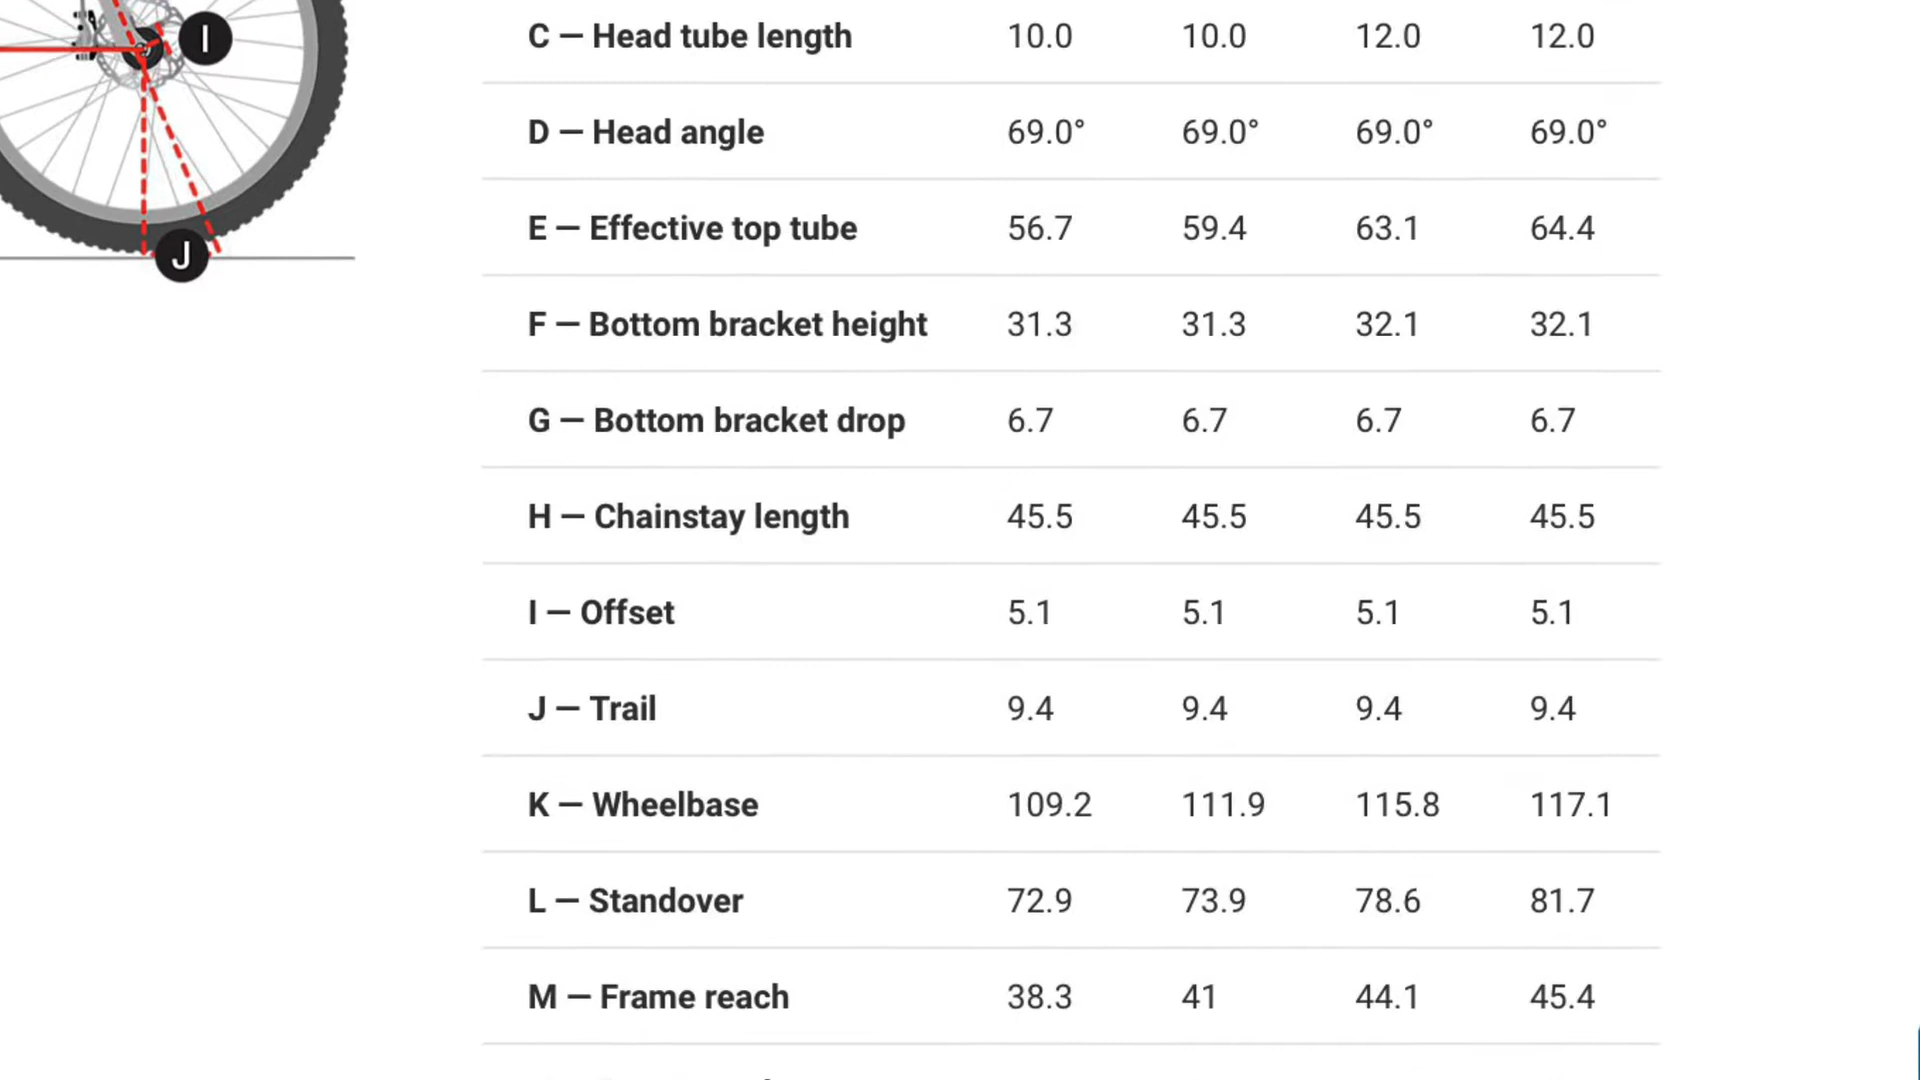 I
J
C — Head tube length 10.0 10.0 12.0 12.0
D — Head angle 69.0° 69.0° 69.0° 69.0°
E — Effective top tube 56.7 59.4 63.1 64.4
F — Bottom bracket height 31.3 31.3 32.1 32.1
G — Bottom bracket drop 6.7 6.7 6.7 6.7
H — Chainstay length 45.5 45.5 45.5 45.5
I — Offset 5.1 5.1 5.1 5.1
J — Trail 9.4 9.4 9.4 9.4
K — Wheelbase 109.2 111.9 115.8 117.1
L — Standover 72.9 73.9 78.6 81.7
M — Frame reach 38.3 41 44.1 45.4